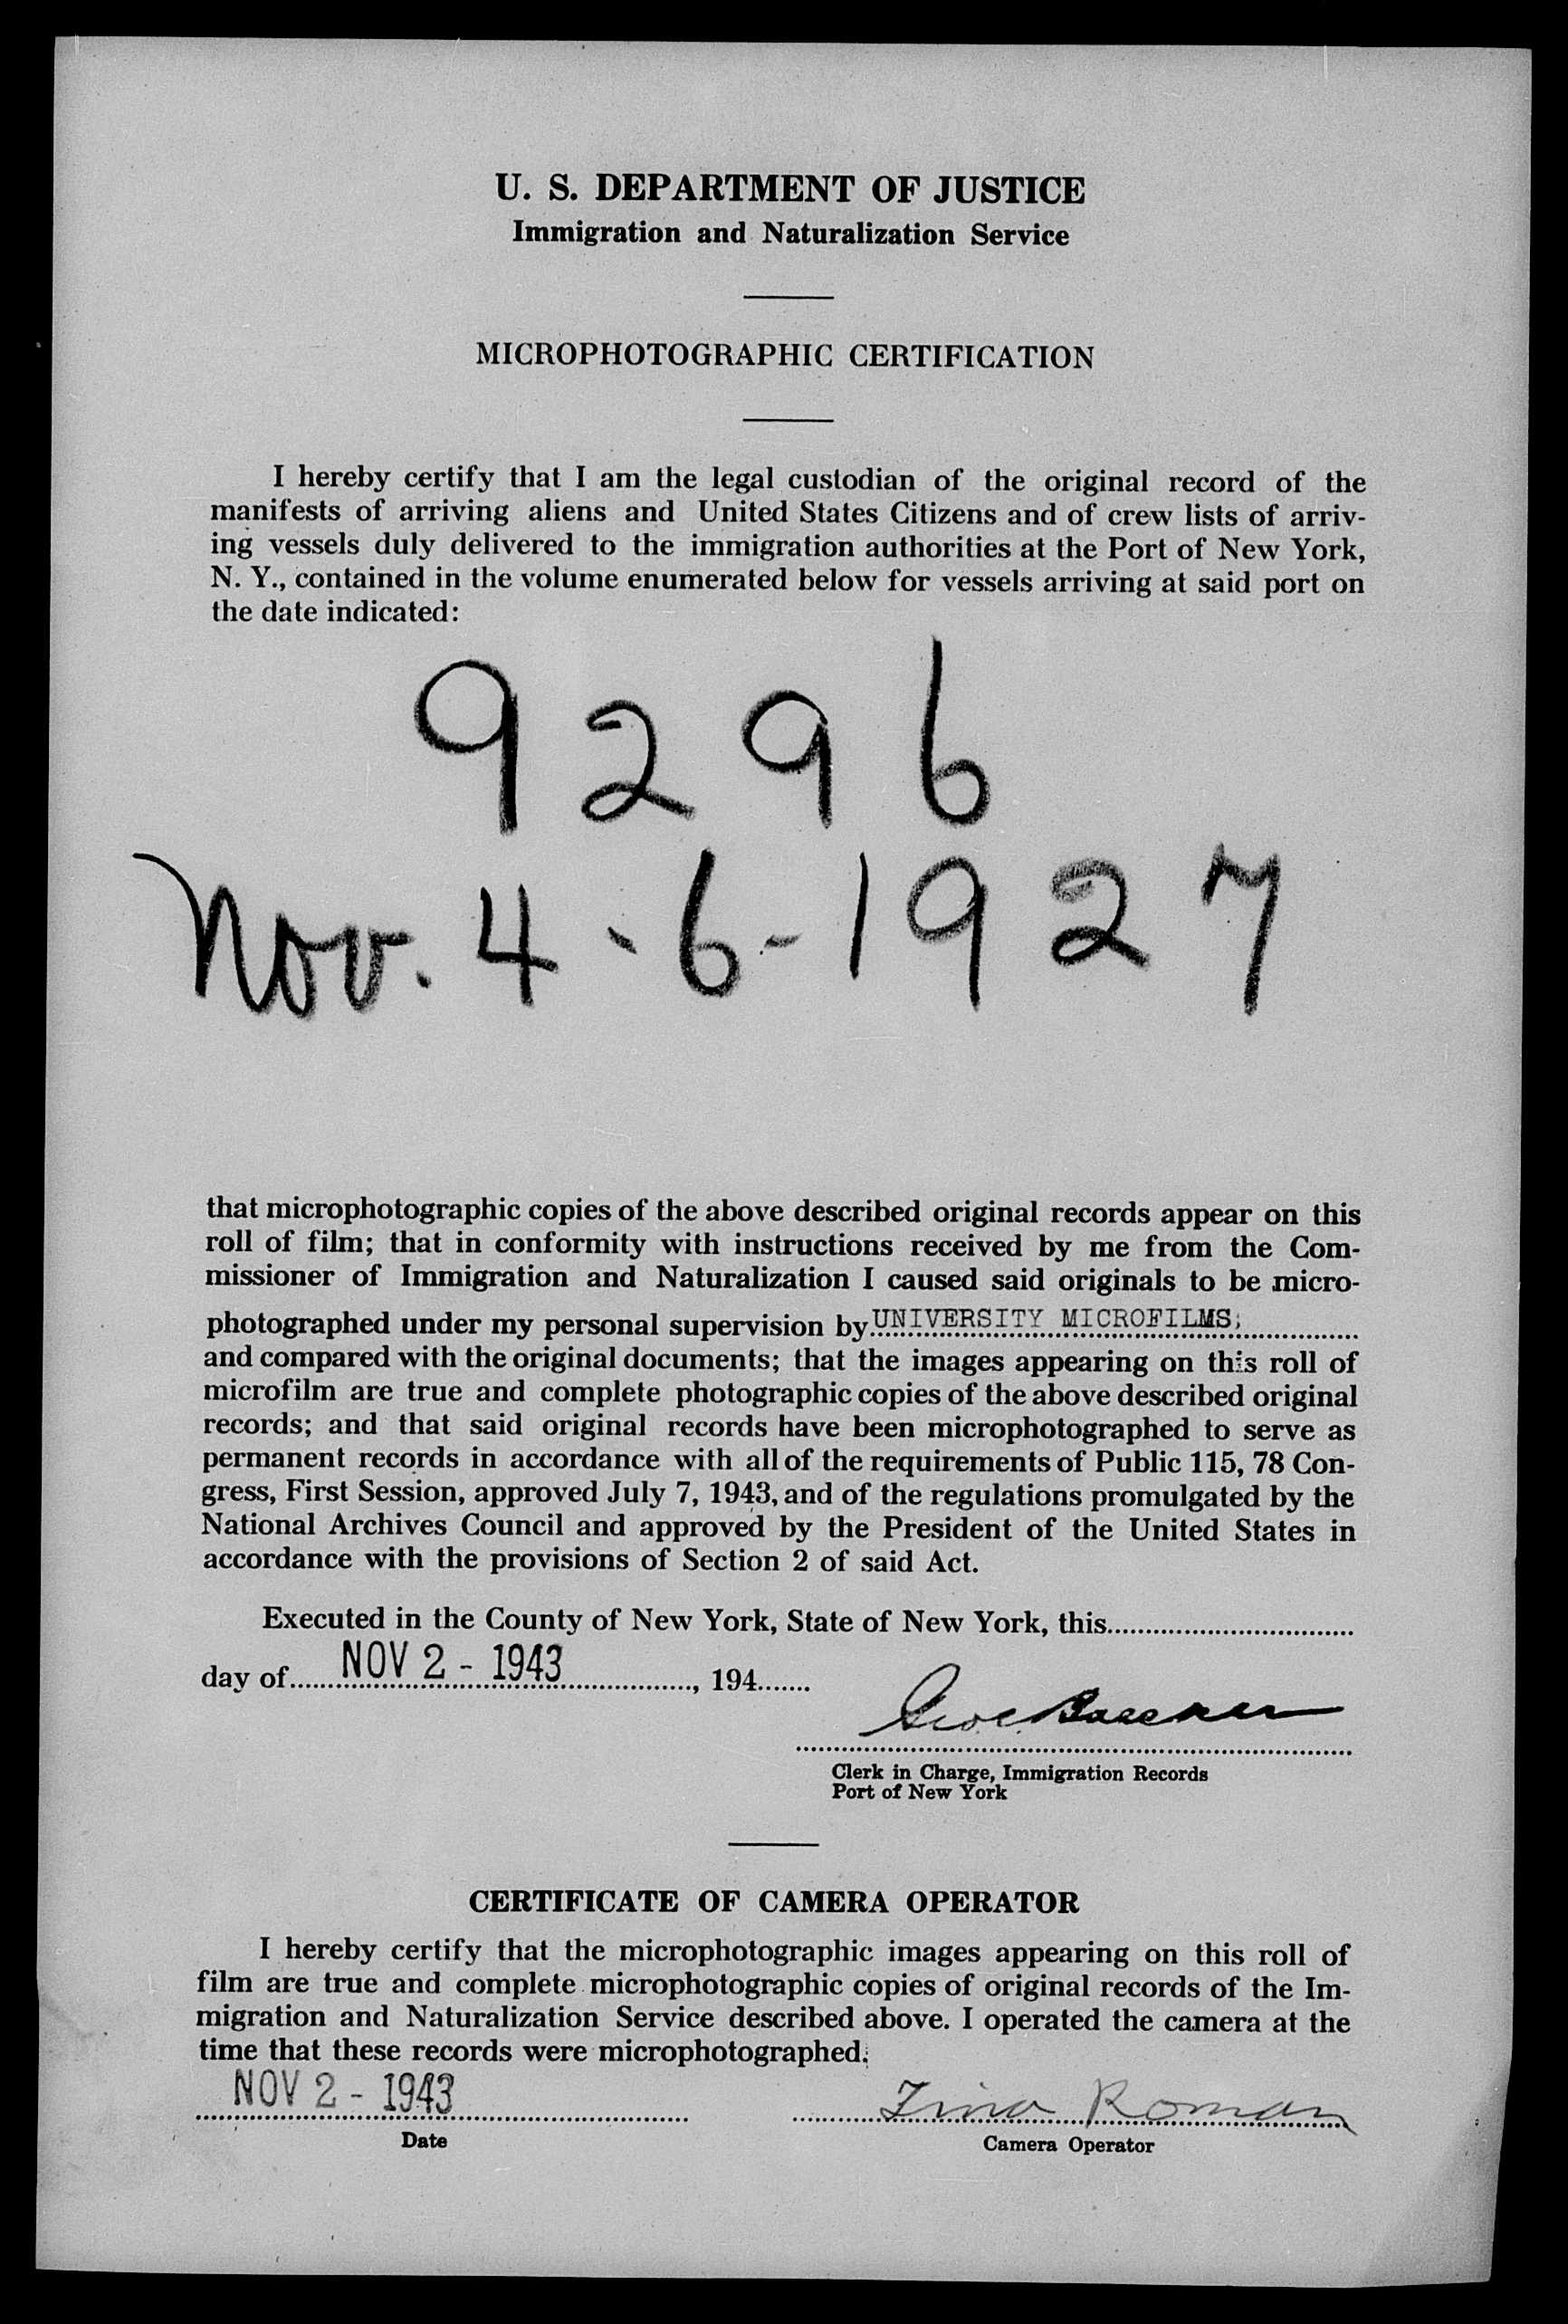 U. S. DEPARTMENT OF JUSTICE
Immigration and Naturalization Service
MICROPHOTOGRAPHIC CERTIFICATION
I hereby certify that I am the legal custodian of the original record of the
manifests of arriving aliens and United States Citizens and of crew lists of arriv-
ing vessels duly delivered to the immigration authorities at the Port of New York,
N. Y., contained in the volume enumerated below for vessels arriving at said port on
the date indicated:
9296
Nov. 4-6-1927
that microphotographic copies of the above described original records appear on this
roll of film; that in conformity with instructions received by me from the Com-
missioner of Immigration and Naturalization I caused said originals to be micro-
photographed under my personal supervision by UNIVERSITY MICROFILMS;
and compared with the original documents; that the images appearing on this roll of
microfilm are true and complete photographic copies of the above described original
records; and that said original records have been microphotographed to serve as
permanent records in accordance with all of the requirements of Public 115, 78 Con-
gress, First Session, approved July 7, 1943, and of the regulations promulgated by the
National Archives Council and approved by the President of the United States in
accordance with the provisions of Section 2 of said Act.
Executed in the County of New York, State of New York, this
day of NOV 2 - 1943, 194
Clerk in Charge, Immigration Records
Port of New York
CERTIFICATE OF CAMERA OPERATOR
I hereby certify that the microphotographic images appearing on this roll of
film are true and complete microphotographic copies of original records of the Im-
migration and Naturalization Service described above. I operated the camera at the
time that these records were microphotographed.
NOV 2 - 1943 Roman
Date Camera Operator